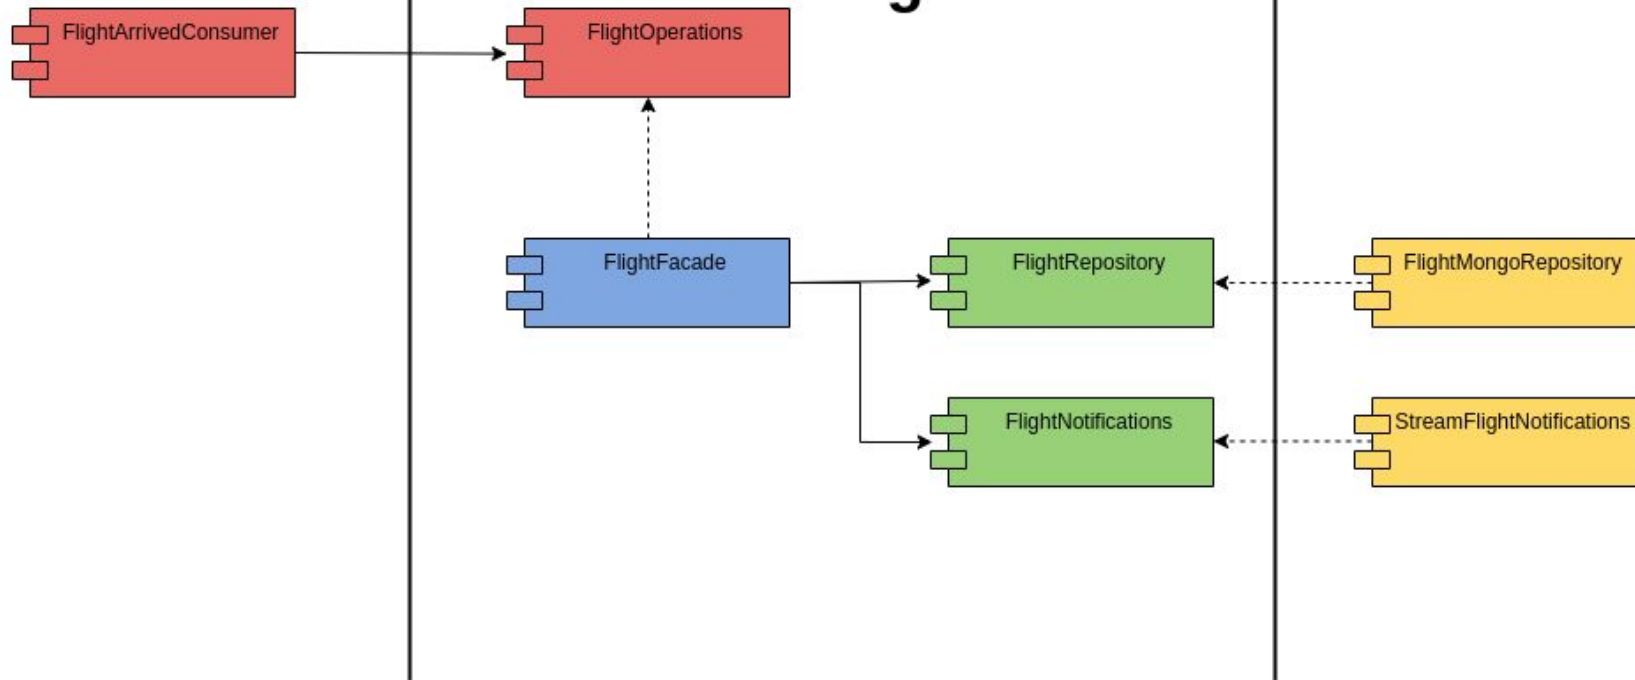 FlightArrivedConsumer
FlightOperations
FlightFacade
FlightRepository
FlightMongoRepository
FlightNotifications
StreamFlightNotifications